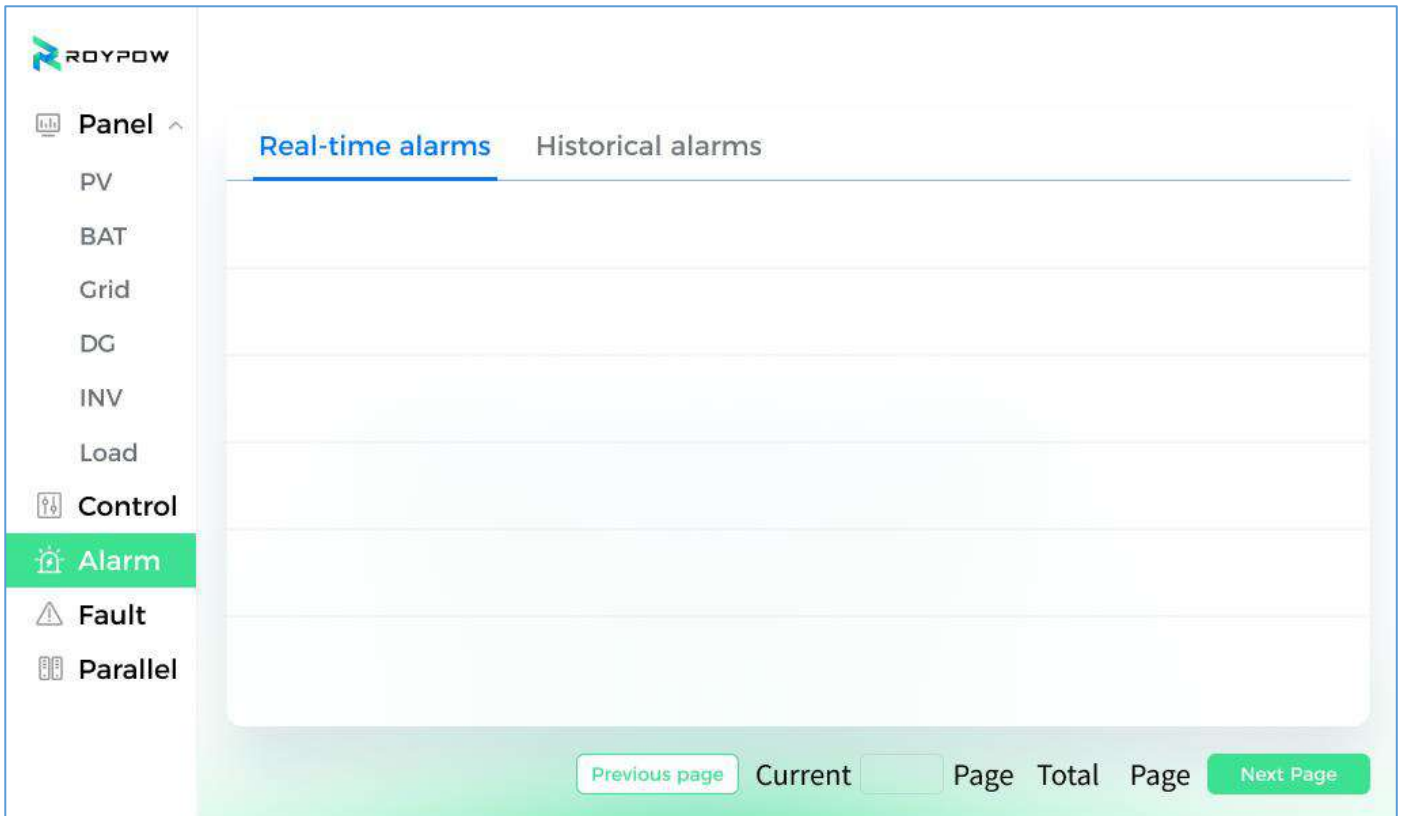 ROYPOW
Panel
PV
BAT
Grid
DG
INV
Load
Control
Alarm
Fault
Parallel
Real-time alarms Historical alarms
Previous page Current Page Total Page Next Page